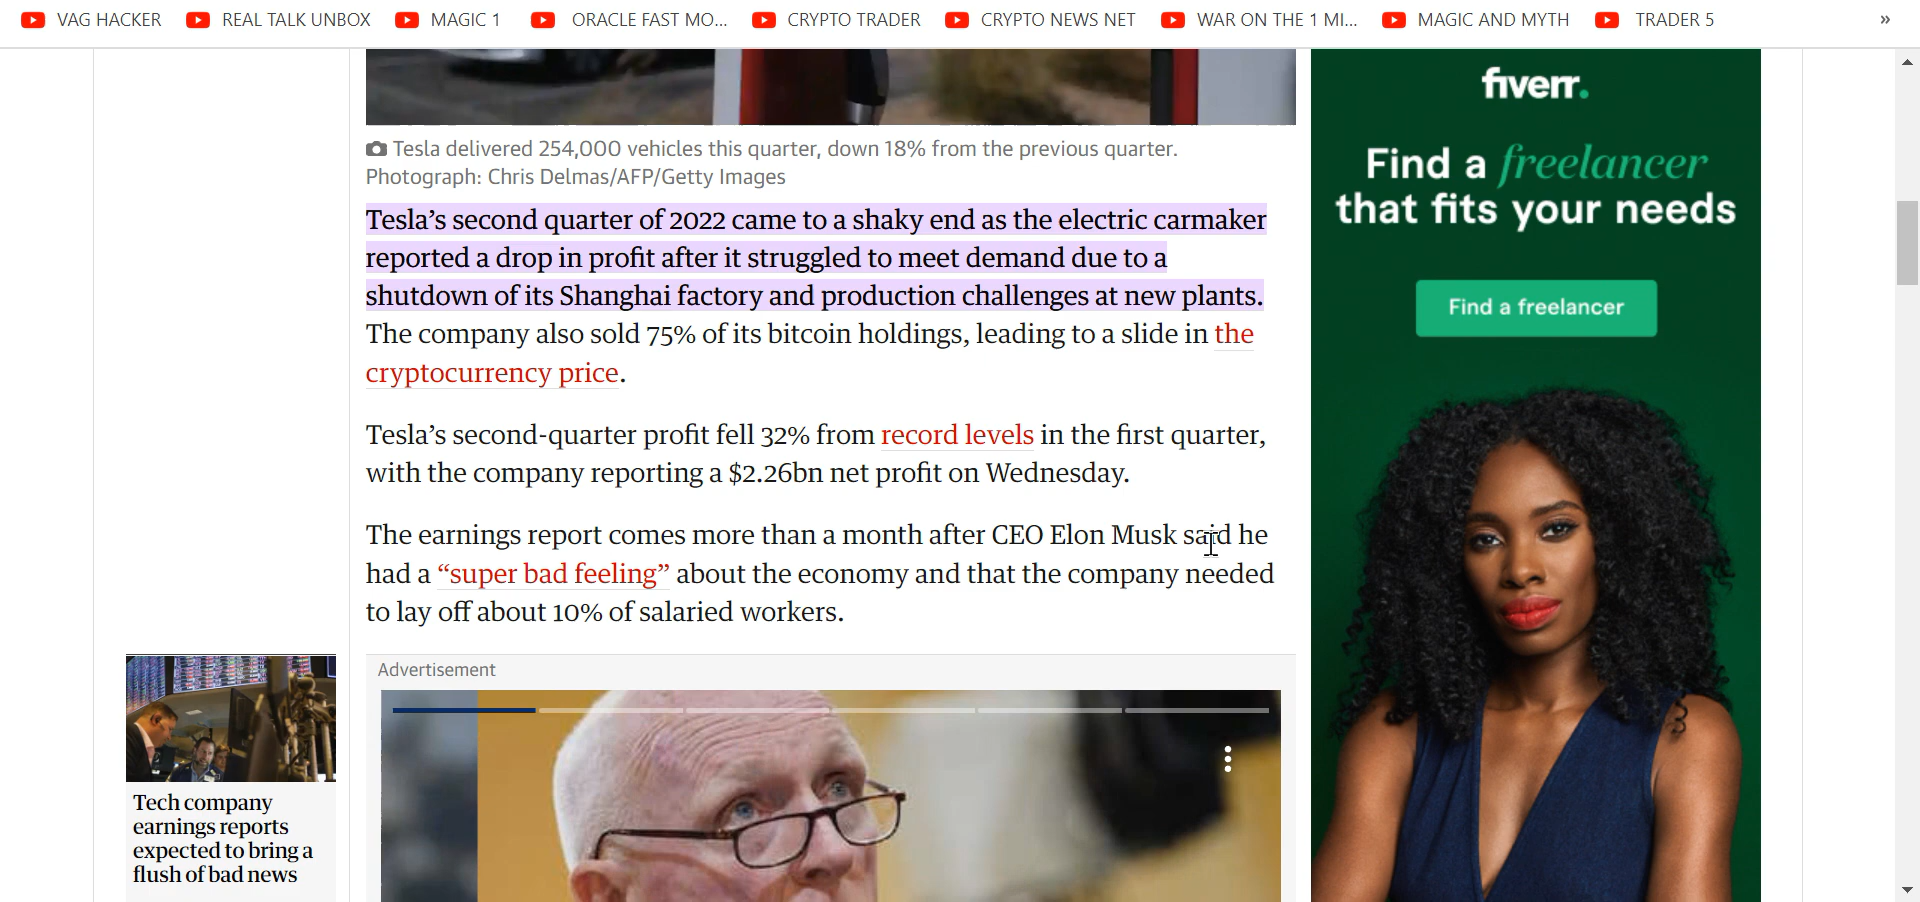 VAG HACKER
REAL TALK UNBOX
MAGIC 1
ORACLE FAST MO...
CRYPTO TRADER
CRYPTO NEWS NET
WAR ON THE 1 MI...
MAGIC AND MYTH
TRADER 5
»
Tesla delivered 254,000 vehicles this quarter, down 18% from the previous quarter.
Photograph: Chris Delmas/AFP/Getty Images
Tesla’s second quarter of 2022 came to a shaky end as the electric carmaker
reported a drop in profit after it struggled to meet demand due to a
shutdown of its Shanghai factory and production challenges at new plants.
The company also sold 75% of its bitcoin holdings, leading to a slide in the
cryptocurrency price.
Tesla’s second-quarter profit fell 32% from record levels in the first quarter,
with the company reporting a $2.26bn net profit on Wednesday.
The earnings report comes more than a month after CEO Elon Musk said he
had a “super bad feeling” about the economy and that the company needed
to lay off about 10% of salaried workers.
Advertisement
Tech company
earnings reports
expected to bring a
flush of bad news
fiverr.
Find a freelancer
that fits your needs
Find a freelancer